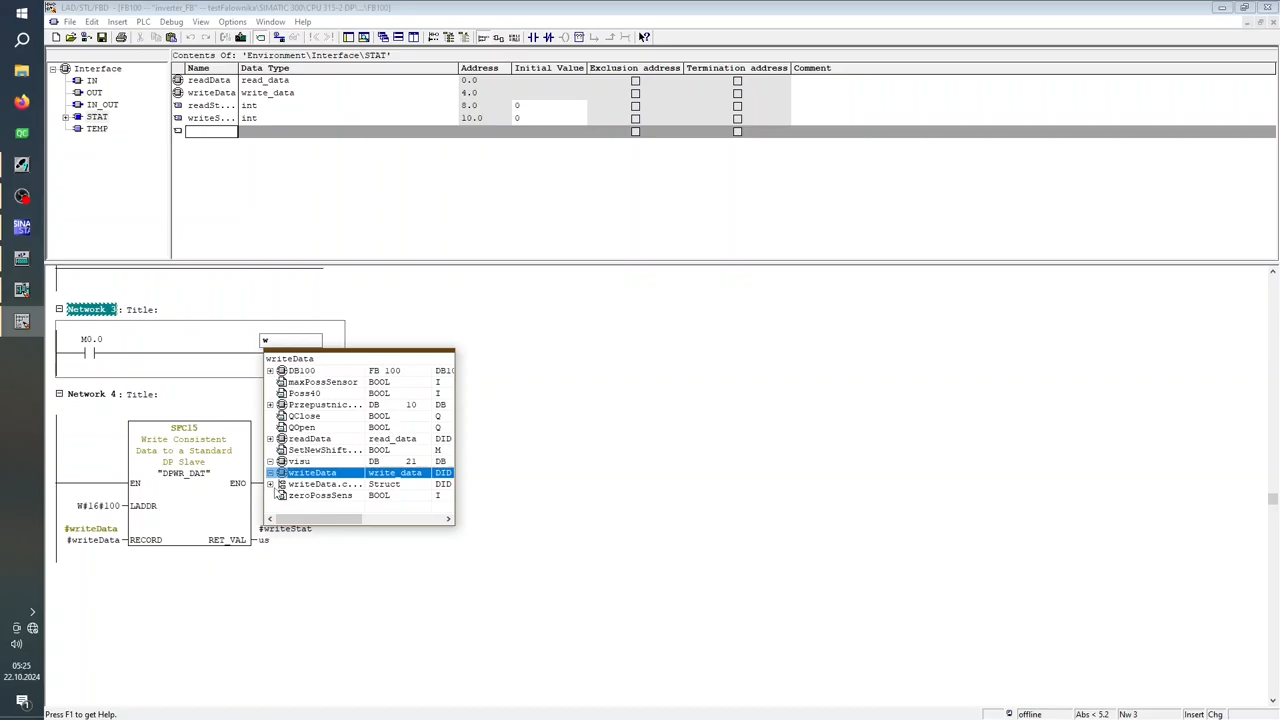 LAD/STL/FBD - [FB100 -- "inverter_FB" -- testFalownika\SIMATIC 300\CPU 315-2 DP\...\FB100]
File Edit Insert PLC Debug View Options Window Help
Contents Of: 'Environment\Interface\STAT'
Interface
IN
OUT
IN_OUT
STAT
TEMP
Name Data Type Address Initial Value Exclusion address Termination address Comment
readData read_data 0.0
writeData write_data 4.0
readSt... int 8.0 0
writeS... int 10.0 0
Network 3 : Title:
M0.0
w
writeData
DB100 FB 100 DB10
maxPossSensor BOOL I
Poss40 BOOL I
Przepustnic... DB 10 DB
QClose BOOL Q
QOpen BOOL Q
readData read_data DID
SetNewShift... BOOL M
visu DB 21 DB
writeData write_data DID
writeData.c... Struct DID
zeroPossSens BOOL I
Network 4 : Title:
SFC15
Write Consistent
Data to a Standard
DP Slave
"DPWR_DAT"
EN ENO
W#16#100 LADDR
#writeData
#writeData RECORD RET_VAL
#writeStat
us
05:25
22.10.2024
Press F1 to get Help.
offline Abs < 5.2 Nw 3 Insert Chg